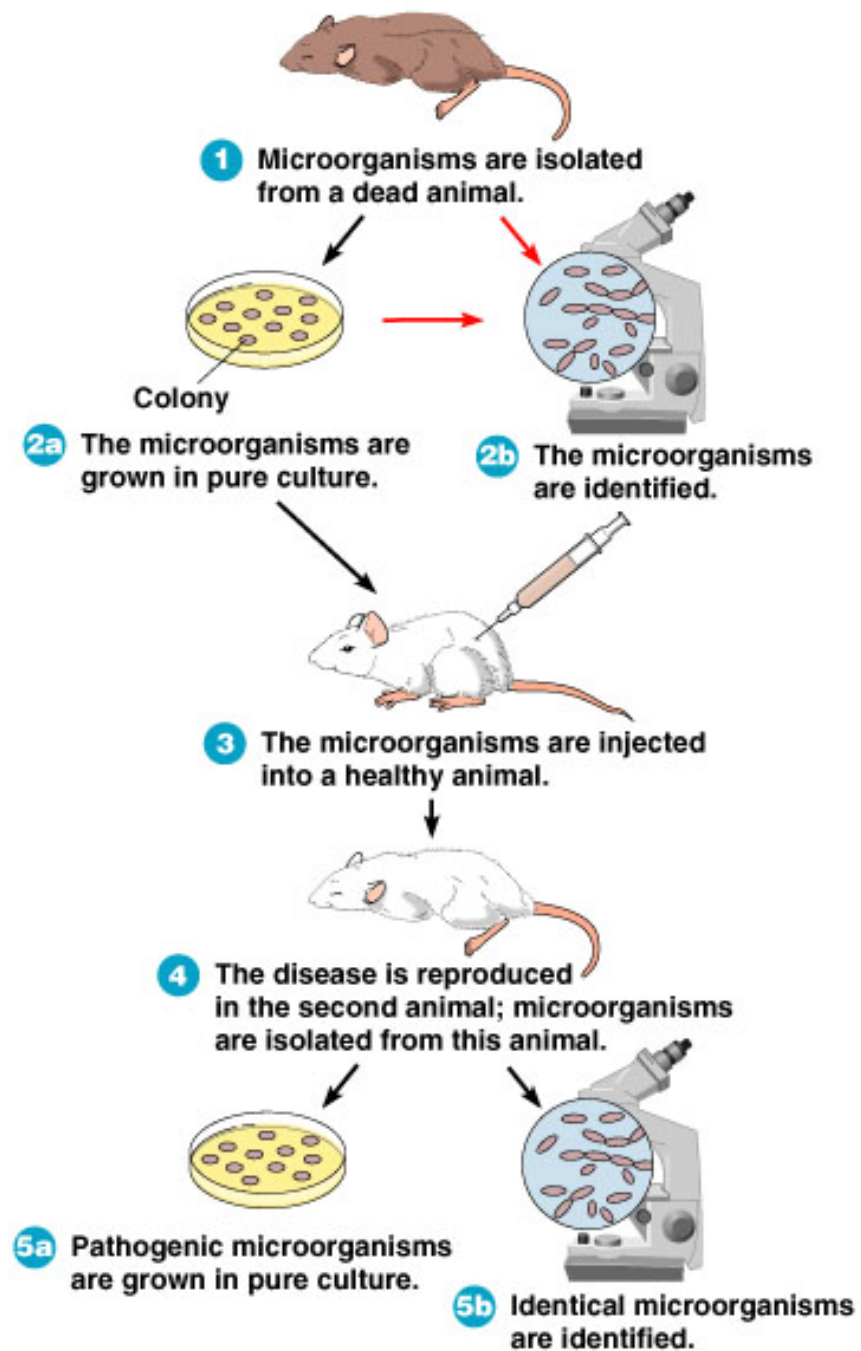 1 Microorganisms are isolated
from a dead animal.
Colony
2a The microorganisms are
grown in pure culture.
2b The microorganisms
are identified.
3 The microorganisms are injected
into a healthy animal.
4 The disease is reproduced
in the second animal; microorganisms
are isolated from this animal.
5a Pathogenic microorganisms
are grown in pure culture.
5b Identical microorganisms
are identified.